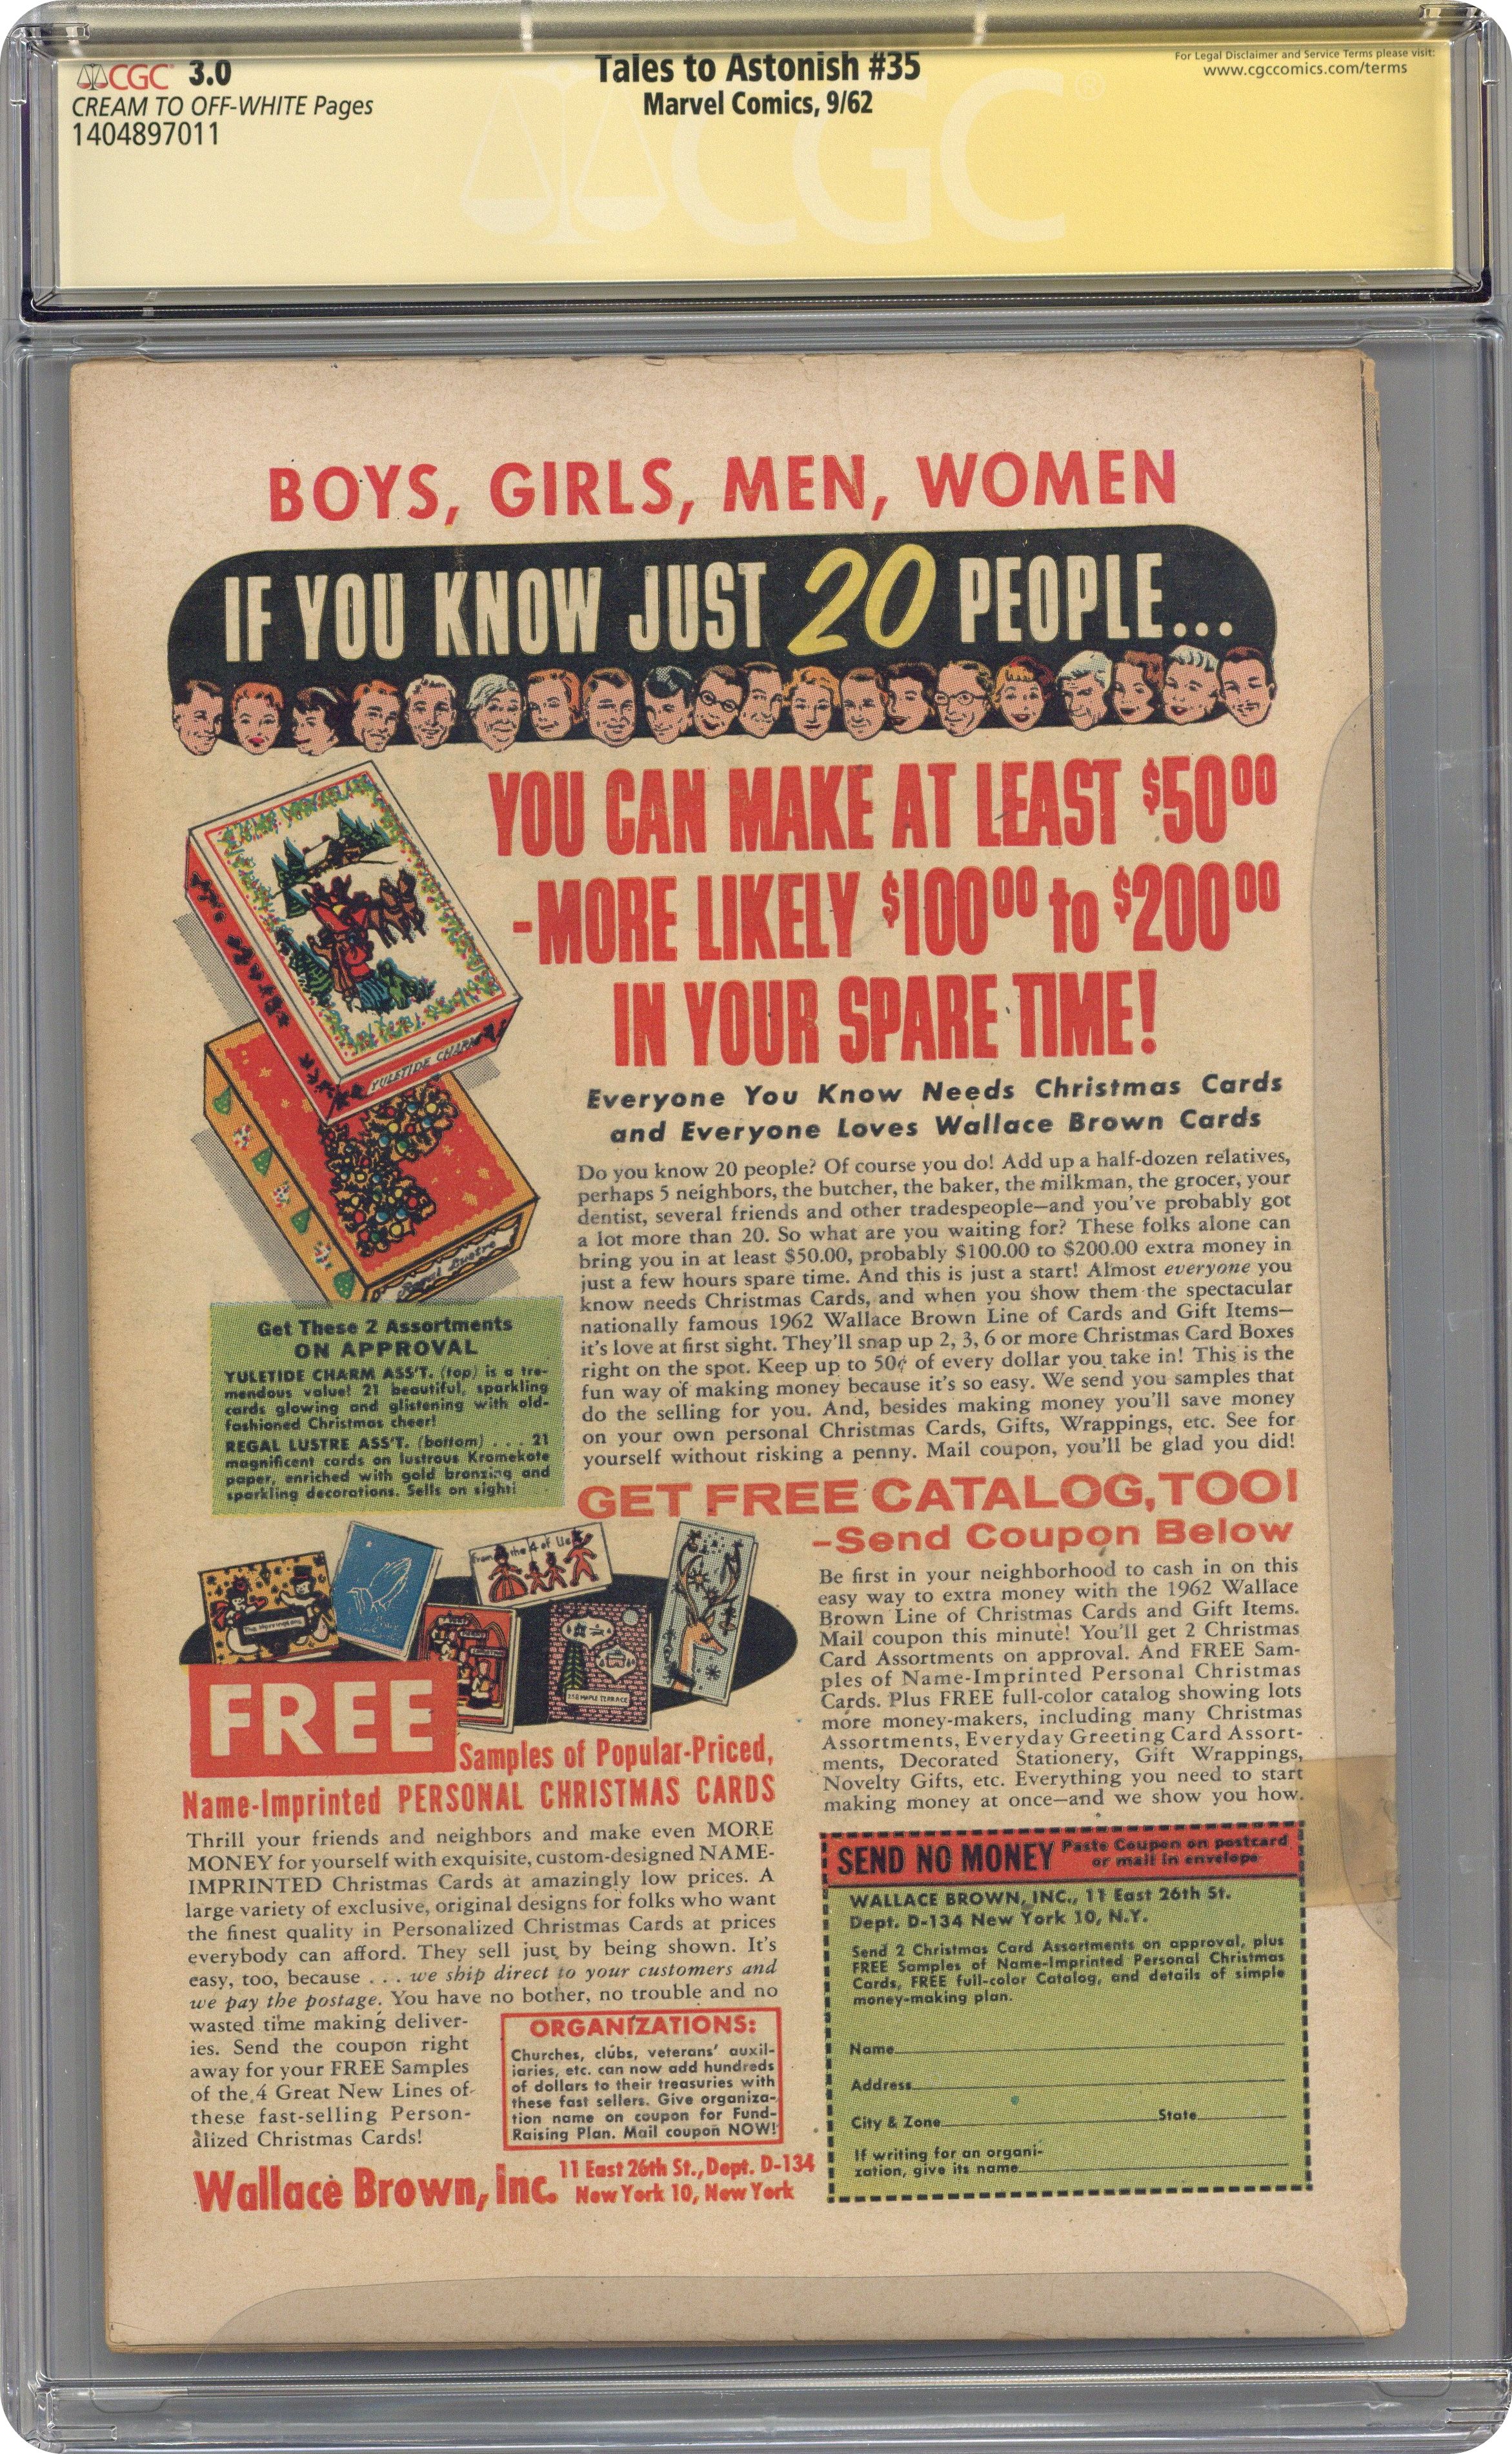 CGC 3.0
CREAM TO OFF-WHITE Pages
1404897011
Tales to Astonish #35
Marvel Comics, 9/62
For Legal Disclaimer and Service Terms please visit:
www.cgccomics.com/terms
CGC
BOYS, GIRLS, MEN, WOMEN
IF YOU KNOW JUST 20 PEOPLE...
YOU CAN MAKE AT LEAST $50 00
-MORE LIKELY $100 00 to $200 00
IN YOUR SPARE TIME!
YULETIDE CHARM
Regal Lustre
Everyone You Know Needs Christmas Cards
and Everyone Loves Wallace Brown Cards
Do you know 20 people? Of course you do! Add up a half-dozen relatives,
perhaps 5 neighbors, the butcher, the baker, the milkman, the grocer, your
dentist, several friends and other tradespeople—and you've probably got
a lot more than 20. So what are you waiting for? These folks alone can
bring you in at least $50.00, probably $100.00 to $200.00 extra money in
just a few hours spare time. And this is just a start! Almost everyone you
know needs Christmas Cards, and when you show them the spectacular
nationally famous 1962 Wallace Brown Line of Cards and Gift Items—
it's love at first sight. They'll snap up 2, 3, 6 or more Christmas Card Boxes
right on the spot. Keep up to 50¢ of every dollar you take in! This is the
fun way of making money because it's so easy. We send you samples that
do the selling for you. And, besides making money you'll save money
on your own personal Christmas Cards, Gifts, Wrappings, etc. See for
yourself without risking a penny. Mail coupon, you'll be glad you did!
Get These 2 Assortments
ON APPROVAL
YULETIDE CHARM ASS'T. (top) is a tre-
mendous value! 21 beautiful, sparkling
cards glowing and glistening with old-
fashioned Christmas cheer!
REGAL LUSTRE ASS'T. (bottom) . . . 21
magnificent cards on lustrous Kromekote
paper, enriched with gold bronzing and
sparkling decorations. Sells on sight!
GET FREE CATALOG, TOO!
–Send Coupon Below
Be first in your neighborhood to cash in on this
easy way to extra money with the 1962 Wallace
Brown Line of Christmas Cards and Gift Items.
Mail coupon this minute! You'll get 2 Christmas
Card Assortments on approval. And FREE Sam-
ples of Name-Imprinted Personal Christmas
Cards. Plus FREE full-color catalog showing lots
more money-makers, including many Christmas
Assortments, Everyday Greeting Card Assort-
ments, Decorated Stationery, Gift Wrappings,
Novelty Gifts, etc. Everything you need to start
making money at once—and we show you how.
from the 4 of Us
258 MAPLE TERRACE
FREE
Samples of Popular-Priced,
Name-Imprinted PERSONAL CHRISTMAS CARDS
Thrill your friends and neighbors and make even MORE
MONEY for yourself with exquisite, custom-designed NAME-
IMPRINTED Christmas Cards at amazingly low prices. A
large variety of exclusive, original designs for folks who want
the finest quality in Personalized Christmas Cards at prices
everybody can afford. They sell just by being shown. It's
easy, too, because . . . we ship direct to your customers and
we pay the postage. You have no bother, no trouble and no
wasted time making deliver-
ies. Send the coupon right
away for your FREE Samples
of the 4 Great New Lines of
these fast-selling Person-
alized Christmas Cards!
ORGANIZATIONS:
Churches, clubs, veterans' auxil-
iaries, etc. can now add hundreds
of dollars to their treasuries with
these fast sellers. Give organiza-
tion name on coupon for Fund-
Raising Plan. Mail coupon NOW!
Wallace Brown, Inc. 11 East 26th St., Dept. D-134
New York 10, New York
SEND NO MONEY Paste Coupon on postcard
or mail in envelope
WALLACE BROWN, INC., 11 East 26th St.
Dept. D-134 New York 10, N.Y.
Send 2 Christmas Card Assortments on approval, plus
FREE Samples of Name-Imprinted Personal Christmas
Cards, FREE full-color Catalog, and details of simple
money-making plan.
Name
Address
City & Zone State
If writing for an organi-
zation, give its name